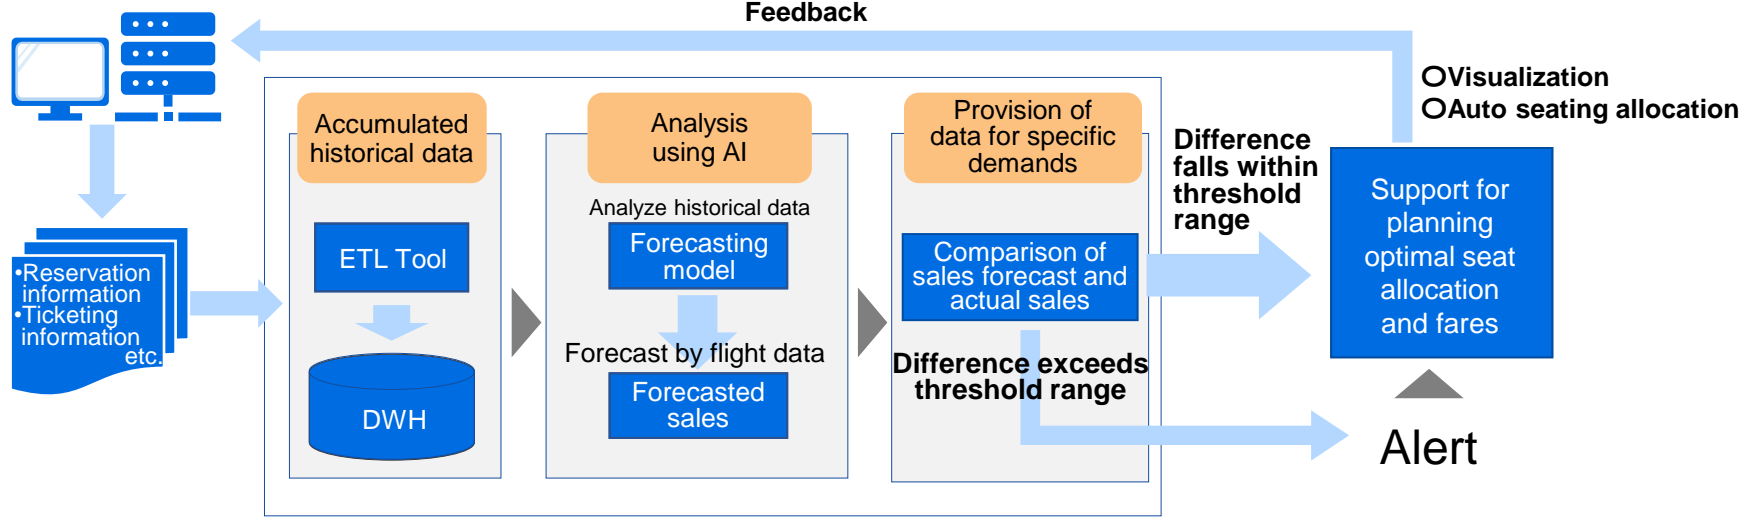 Feedback
○Visualization
○Auto seating allocation
Accumulated
historical data
Analysis
using AI
Provision of
data for specific
demands
Difference
falls within
threshold
range
Support for
planning
optimal seat
allocation
and fares
Analyze historical data
ETL Tool
Forecasting
model
Comparison of
sales forecast and
actual sales
•Reservation
information
•Ticketing
information
etc.
Forecast by flight data
Difference exceeds
threshold range
DWH
Forecasted
sales
Alert